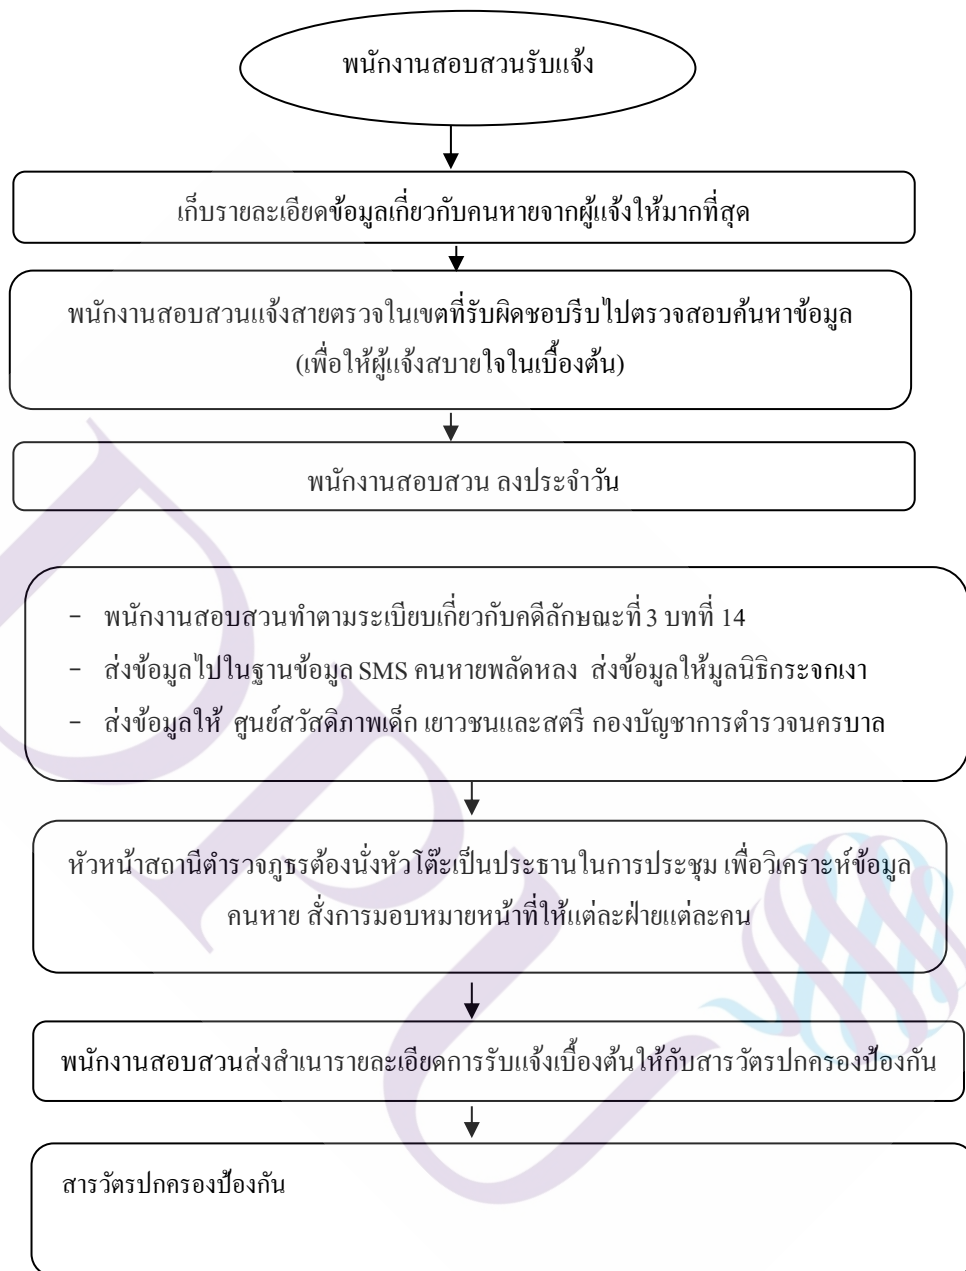 พนักงานสอบสวนรับแจ้ง
เก็บรายละเอียดข้อมูลเกี่ยวกับคนหายจากผู้แจ้งให้มากที่สุด
พนักงานสอบสวนแจ้งสายตรวจในเขตที่รับผิดชอบรีบไปตรวจสอบค้นหาข้อมูล
(เพื่อให้ผู้แจ้งสบายใจในเบื้องต้น)
พนักงานสอบสวน ลงประจำวัน
- พนักงานสอบสวนทำตามระเบียบเกี่ยวกับคดีลักษณะที่ 3 บทที่ 14
- ส่งข้อมูลไปในฐานข้อมูล SMS คนหายพลัดหลง ส่งข้อมูลให้มูลนิธิกระจกเงา
- ส่งข้อมูลให้ ศูนย์สวัสดิภาพเด็ก เยาวชนและสตรี กองบัญชาการตำรวจนครบาล
หัวหน้าสถานีตำรวจภูธรต้องนั่งหัวโต๊ะเป็นประธานในการประชุม เพื่อวิเคราะห์ข้อมูล
คนหาย สั่งการมอบหมายหน้าที่ให้แต่ละฝ่ายแต่ละคน
พนักงานสอบสวนส่งสำเนารายละเอียดการรับแจ้งเบื้องต้นให้กับสารวัตรปกครองป้องกัน
สารวัตรปกครองป้องกัน
DPU